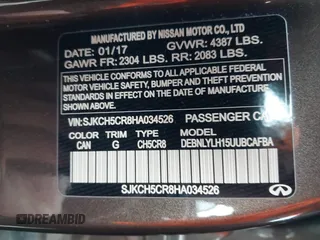 MANUFACTURED BY NISSAN MOTOR CO., LTD
DATE: 01/17 GVWR: 4387 LBS.
GAWR FR: 2304 LBS. RR: 2083 LBS.
THIS VEHICLE CONFORMS TO ALL APPLICABLE
FEDERAL MOTOR VEHICLE SAFETY, BUMPER AND THEFT PREVENTION
STANDARDS IN EFFECT ON THE DATE OF MANUFACTURE SHOWN ABOVE.
VIN: SJKCH5CR8HA034526 PASSENGER CAR
COLOR TRIM CODE MODEL
CAN G CH5CR8 DEBNLYLH15UUBCAFBA
SJKCH5CR8HA034526
DREAMBID